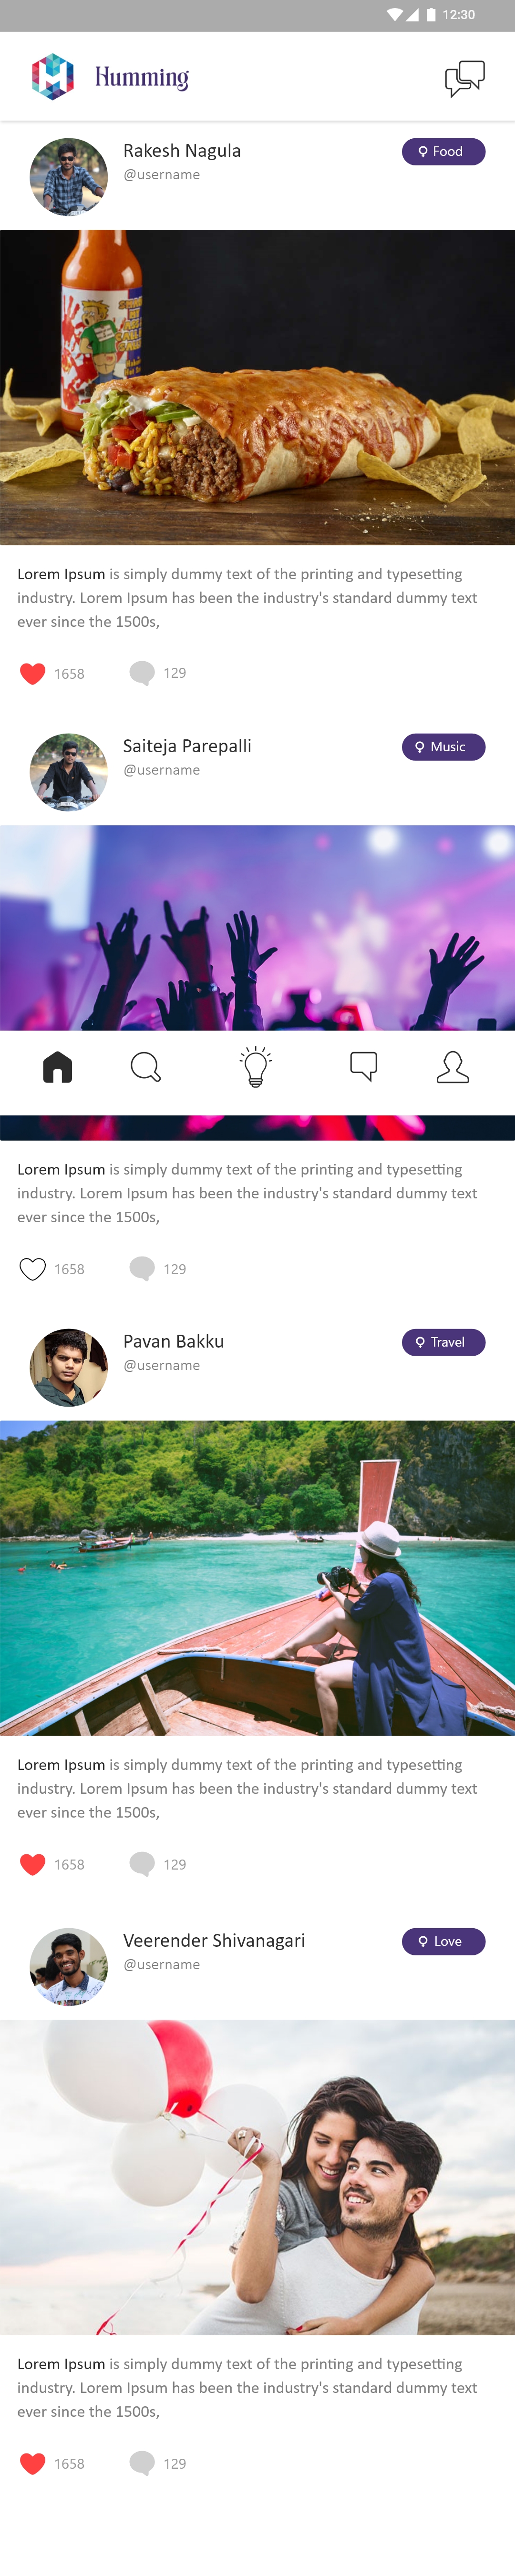 12:30
Humming
Rakesh Nagula
Food
@username
Lorem Ipsum is simply dummy text of the printing and typesetting
industry. Lorem Ipsum has been the industry's standard dummy text
ever since the 1500s,
1658 129
Saiteja Parepalli
Music
@username
Lorem Ipsum is simply dummy text of the printing and typesetting
industry. Lorem Ipsum has been the industry's standard dummy text
ever since the 1500s,
1658 129
Pavan Bakku
Travel
@username
Lorem Ipsum is simply dummy text of the printing and typesetting
industry. Lorem Ipsum has been the industry's standard dummy text
ever since the 1500s,
1658 129
Veerender Shivanagari
Love
@username
Lorem Ipsum is simply dummy text of the printing and typesetting
industry. Lorem Ipsum has been the industry's standard dummy text
ever since the 1500s,
1658 129